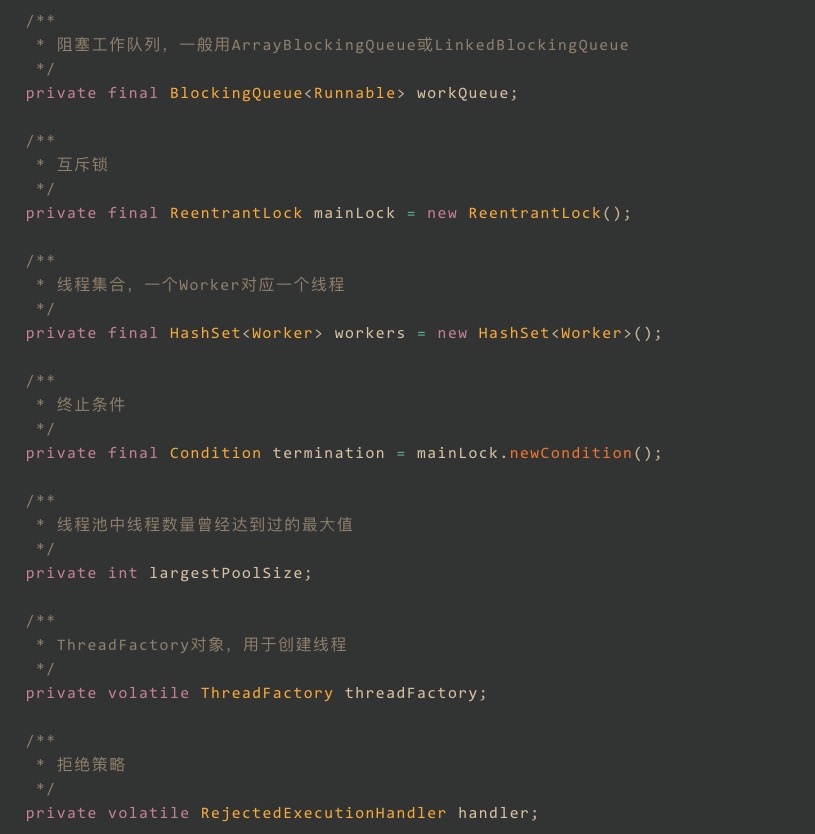 /**
 * 阻塞工作队列，一般用ArrayBlockingQueue或LinkedBlockingQueue
 */
private final BlockingQueue<Runnable> workQueue;
/**
 * 互斥锁
 */
private final ReentrantLock mainLock = new ReentrantLock();
/**
 * 线程集合，一个Worker对应一个线程
 */
private final HashSet<Worker> workers = new HashSet<Worker>();
/**
 * 终止条件
 */
private final Condition termination = mainLock.newCondition();
/**
 * 线程池中线程数量曾经达到过的最大值
 */
private int largestPoolSize;
/**
 * ThreadFactory对象，用于创建线程
 */
private volatile ThreadFactory threadFactory;
/**
 * 拒绝策略
 */
private volatile RejectedExecutionHandler handler;